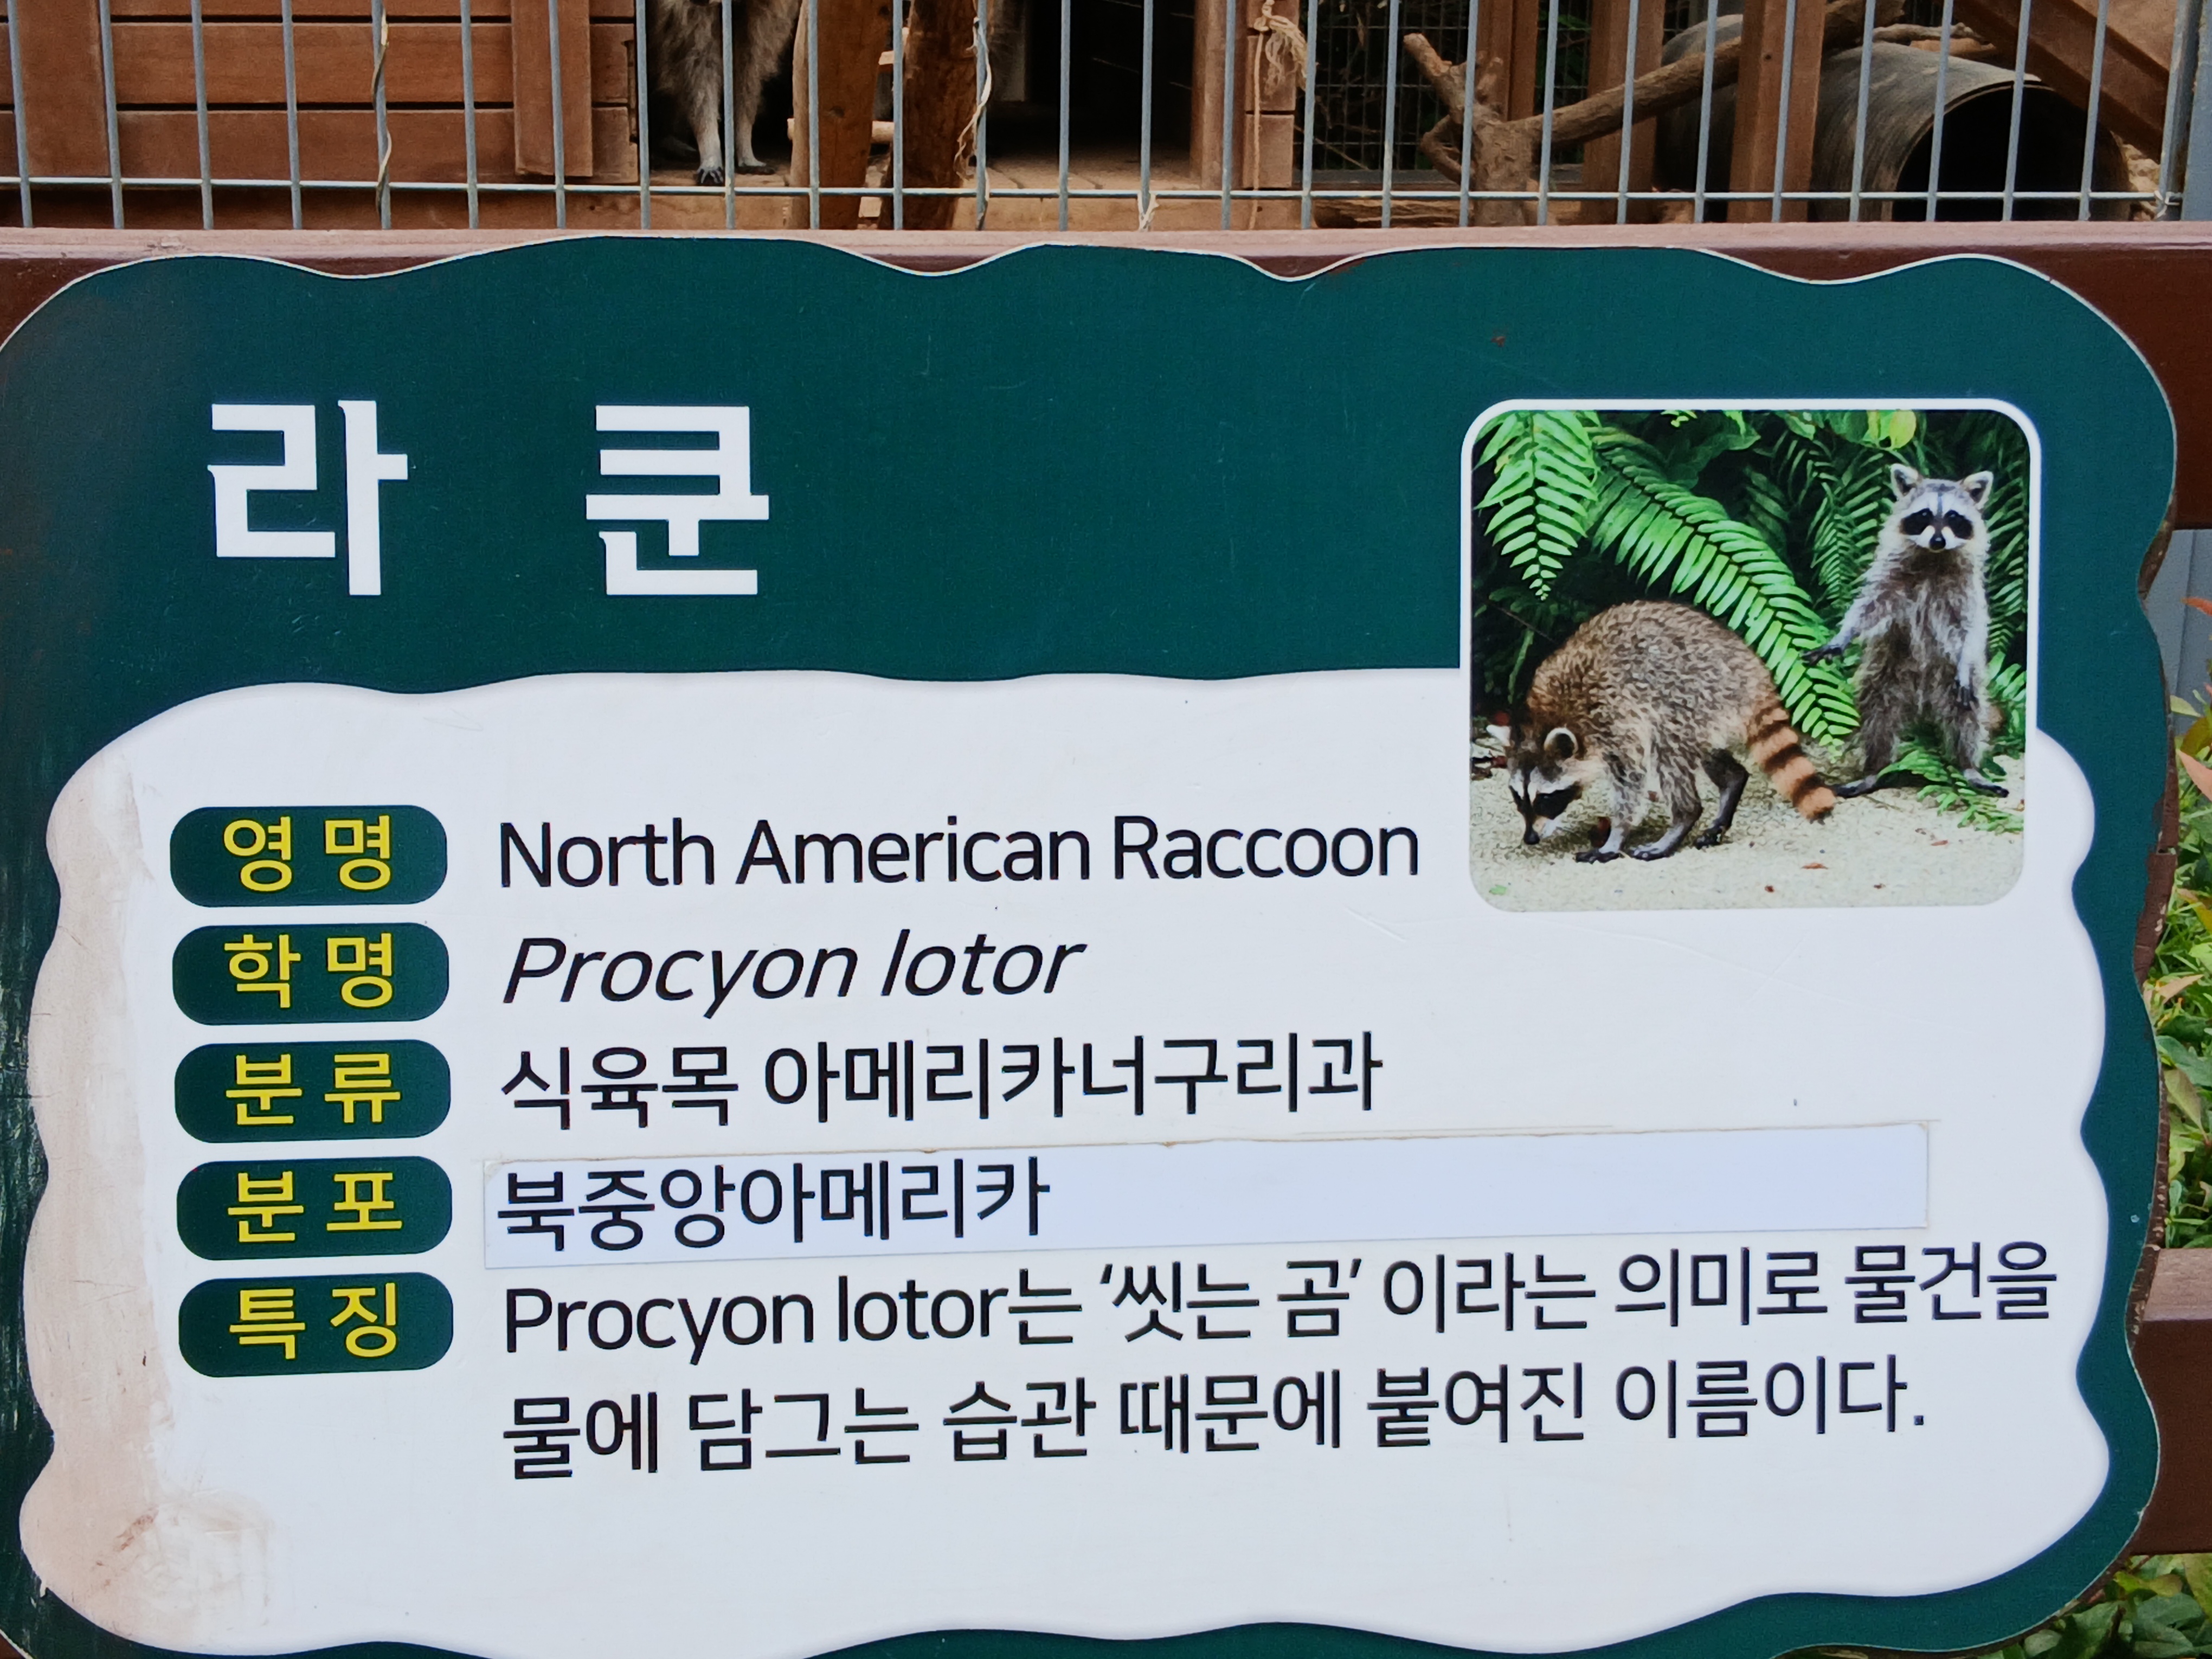 라 쿤
영명 North American Raccoon
학명 Procyon lotor
분류 식육목 아메리카너구리과
분포 북중앙아메리카
특징 Procyon lotor는 ‘씻는 곰’ 이라는 의미로 물건을
물에 담그는 습관 때문에 붙여진 이름이다.